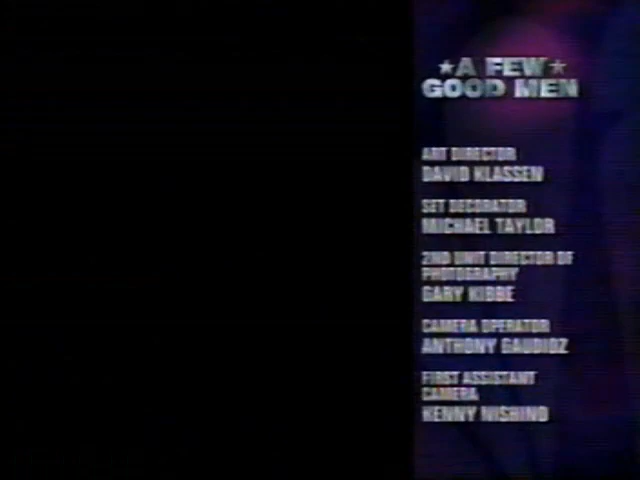 ★A FEW★
GOOD MEN
ART DIRECTOR
DAVID KLASSEN
SET DECORATOR
MICHAEL TAYLOR
2ND UNIT DIRECTOR OF
PHOTOGRAPHY
GARY KIBBE
CAMERA OPERATOR
ANTHONY GAUDIOZ
FIRST ASSISTANT
CAMERA
KENNY NISHINO